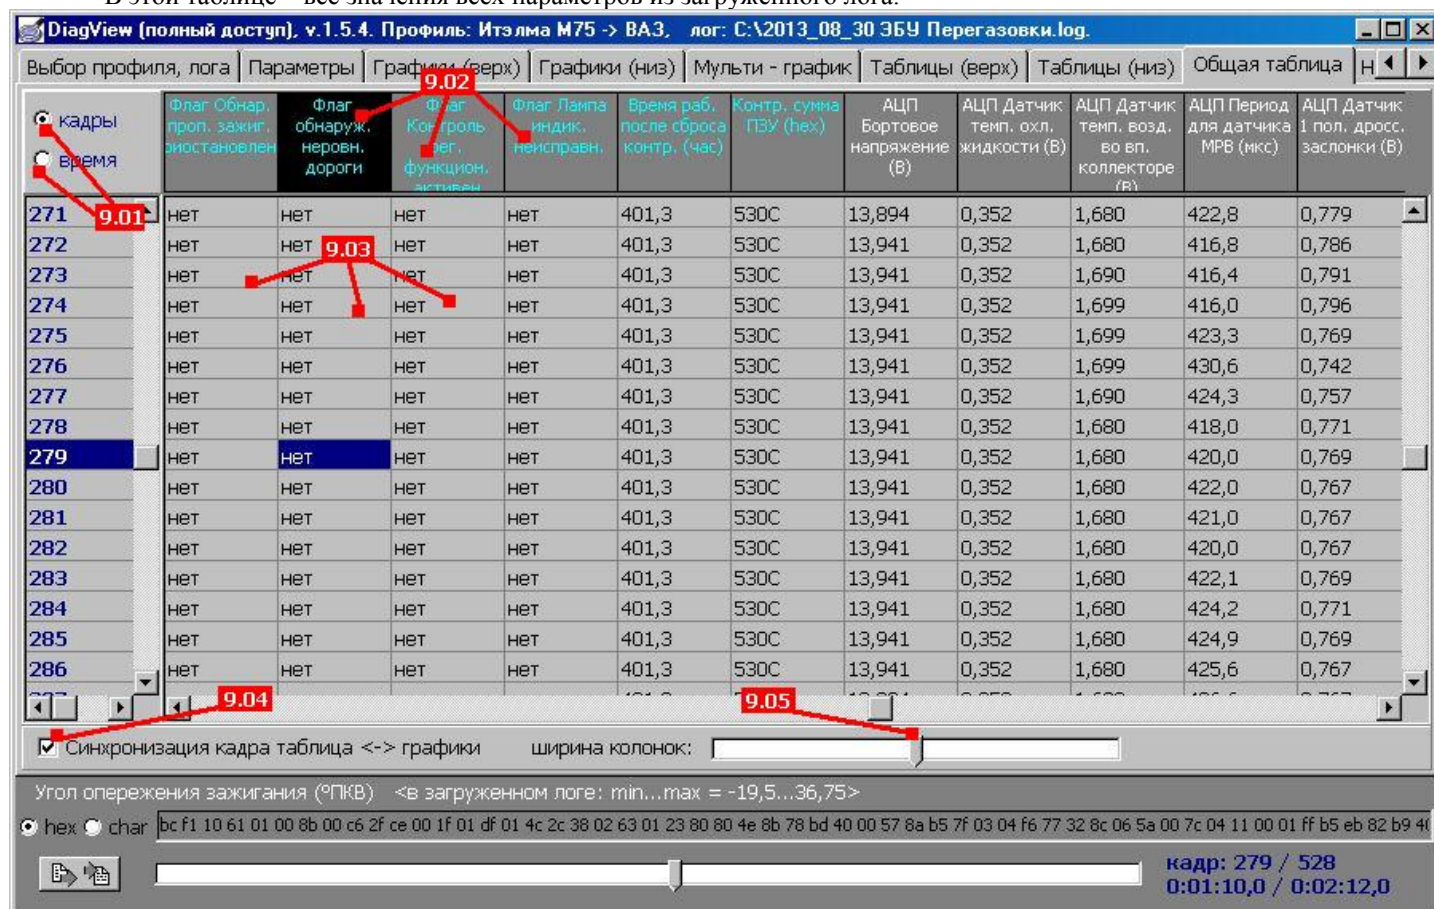 В этой таблице – все значения всех параметров из загруженного лога.
DiagView (полный доступ), v.1.5.4. Профиль: Итэлма М75 -> ВАЗ, лог: C:\2013_08_30 ЭБУ Перегазовки.log.
Выбор профиля, лога Параметры Графики (верх) Графики (низ) Мульти - график Таблицы (верх) Таблицы (низ) Общая таблица Н
9.02
кадры
время
9.01
Флаг Обнар. проп. зажиг. риостановлен
Флаг обнаруж. неровн. дороги
Флаг Контроль рег. функцион. активен
Флаг Лампа индик. неисправн.
Время раб. после сброса контр. (час)
Контр. сумма ПЗУ (hex)
АЦП Бортовое напряжение (В)
АЦП Датчик темп. охл. жидкости (В)
АЦП Датчик темп. возд. во вп. коллекторе (В)
АЦП Период для датчика МРВ (мкс)
АЦП Датчик 1 пол. дросс. заслонки (В)
271 нет нет нет нет 401,3 530C 13,894 0,352 1,680 422,8 0,779
272 нет нет нет нет 401,3 530C 13,941 0,352 1,680 416,8 0,786
9.03
273 нет нет нет нет 401,3 530C 13,941 0,352 1,690 416,4 0,791
274 нет нет нет нет 401,3 530C 13,941 0,352 1,699 416,0 0,796
275 нет нет нет нет 401,3 530C 13,941 0,352 1,699 423,3 0,769
276 нет нет нет нет 401,3 530C 13,941 0,352 1,699 430,6 0,742
277 нет нет нет нет 401,3 530C 13,941 0,352 1,690 424,3 0,757
278 нет нет нет нет 401,3 530C 13,941 0,352 1,680 418,0 0,771
279 нет нет нет нет 401,3 530C 13,941 0,352 1,680 420,0 0,769
280 нет нет нет нет 401,3 530C 13,941 0,352 1,680 422,0 0,767
281 нет нет нет нет 401,3 530C 13,941 0,352 1,680 421,0 0,767
282 нет нет нет нет 401,3 530C 13,941 0,352 1,680 420,0 0,767
283 нет нет нет нет 401,3 530C 13,941 0,352 1,680 422,1 0,769
284 нет нет нет нет 401,3 530C 13,941 0,352 1,680 424,2 0,771
285 нет нет нет нет 401,3 530C 13,941 0,352 1,680 424,9 0,769
286 нет нет нет нет 401,3 530C 13,941 0,352 1,680 425,6 0,767
9.04 9.05
Синхронизация кадра таблица <-> графики ширина колонок:
Угол опережения зажигания (°ПКВ) <в загруженном логе: min...max = -19,5...36,75>
hex char bc f1 10 61 01 00 8b 00 c6 2f ce 00 1f 01 df 01 4c 2c 38 02 63 01 23 80 80 4e 8b 78 bd 40 00 57 8a b5 7f 03 04 f6 77 32 8c 06 5a 00 7c 04 11 00 01 ff b5 eb 82 b9
кадр: 279 / 528
0:01:10,0 / 0:02:12,0